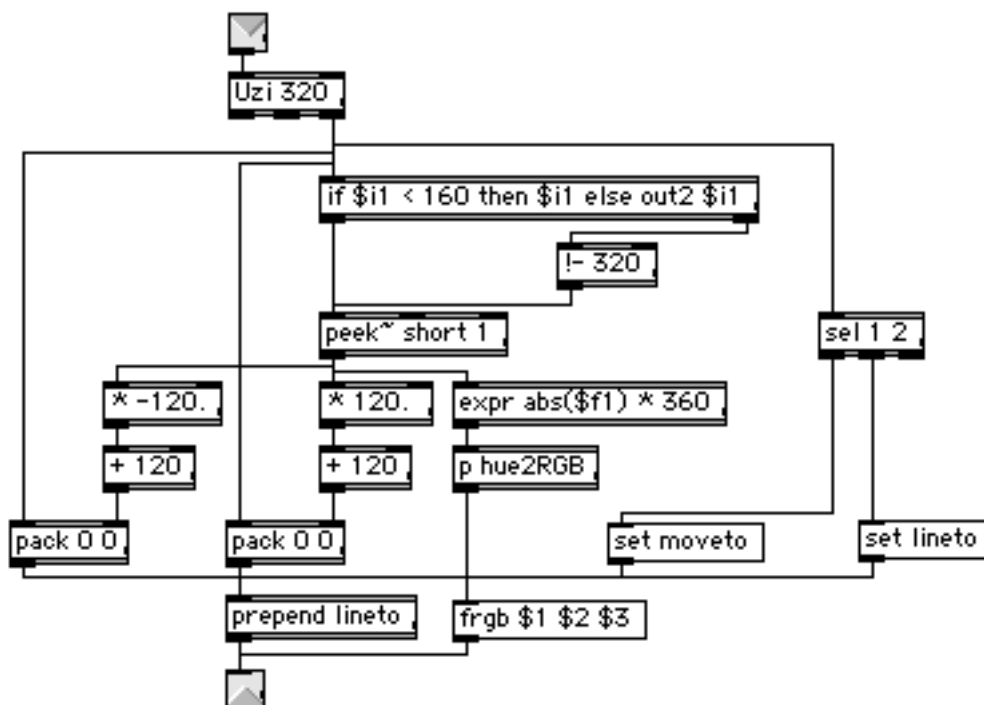 Uzi 320
if $i1 < 160 then $i1 else out2 $i1
!- 320
peek~ short 1
sel 1 2
* -120.
* 120.
expr abs($f1) * 360
+ 120
+ 120
p hue2RGB
pack 0 0
pack 0 0
set moveto
set lineto
prepend lineto
frgb $1 $2 $3